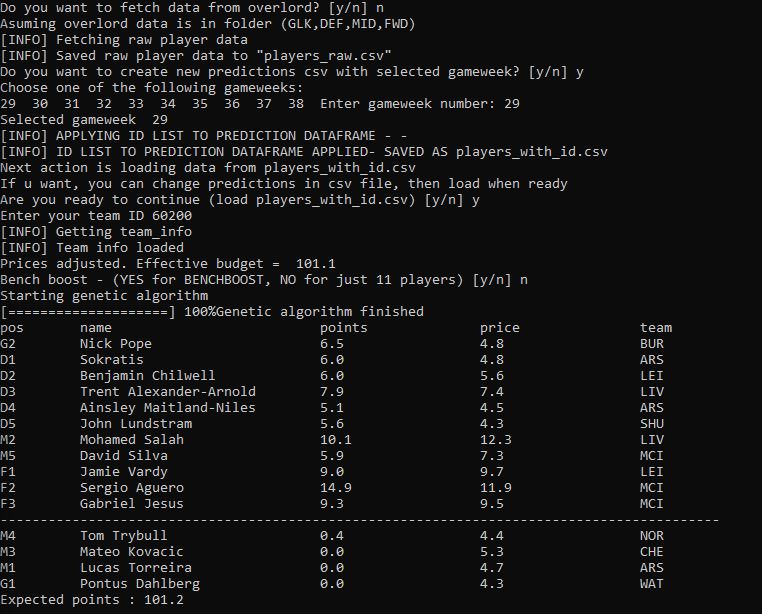 Do you want to fetch data from overlord? [y/n] n
Asuming overlord data is in folder (GLK,DEF,MID,FWD)
[INFO] Fetching raw player data
[INFO] Saved raw player data to "players_raw.csv"
Do you want to create new predictions csv with selected gameweek? [y/n] y
Choose one of the following gameweeks:
29  30  31  32  33  34  35  36  37  38  Enter gameweek number: 29
Selected gameweek  29
[INFO] APPLYING ID LIST TO PREDICTION DATAFRAME - -
[INFO] ID LIST TO PREDICTION DATAFRAME APPLIED- SAVED AS players_with_id.csv
Next action is loading data from players_with_id.csv
If u want, you can change predictions in csv file, then load when ready
Are you ready to continue (load players_with_id.csv) [y/n] y
Enter your team ID 60200
[INFO] Getting team_info
[INFO] Team info loaded
Prices adjusted. Effective budget =  101.1
Bench boost - (YES for BENCHBOOST, NO for just 11 players) [y/n] n
Starting genetic algorithm
[====================] 100%Genetic algorithm finished
pos       name                          points              price               team
G2        Nick Pope                     6.5                 4.8                 BUR
D1        Sokratis                      6.0                 4.8                 ARS
D2        Benjamin Chilwell             6.0                 5.6                 LEI
D3        Trent Alexander-Arnold        7.9                 7.4                 LIV
D4        Ainsley Maitland-Niles        5.1                 4.5                 ARS
D5        John Lundstram                5.6                 4.3                 SHU
M2        Mohamed Salah                 10.1                12.3                LIV
M5        David Silva                   5.9                 7.3                 MCI
F1        Jamie Vardy                   9.0                 9.7                 LEI
F2        Sergio Aguero                 14.9                11.9                MCI
F3        Gabriel Jesus                 9.3                 9.5                 MCI
------------------------------------------------------------------------------------------
M4        Tom Trybull                   0.4                 4.4                 NOR
M3        Mateo Kovacic                 0.0                 5.3                 CHE
M1        Lucas Torreira                0.0                 4.7                 ARS
G1        Pontus Dahlberg               0.0                 4.3                 WAT
Expected points : 101.2